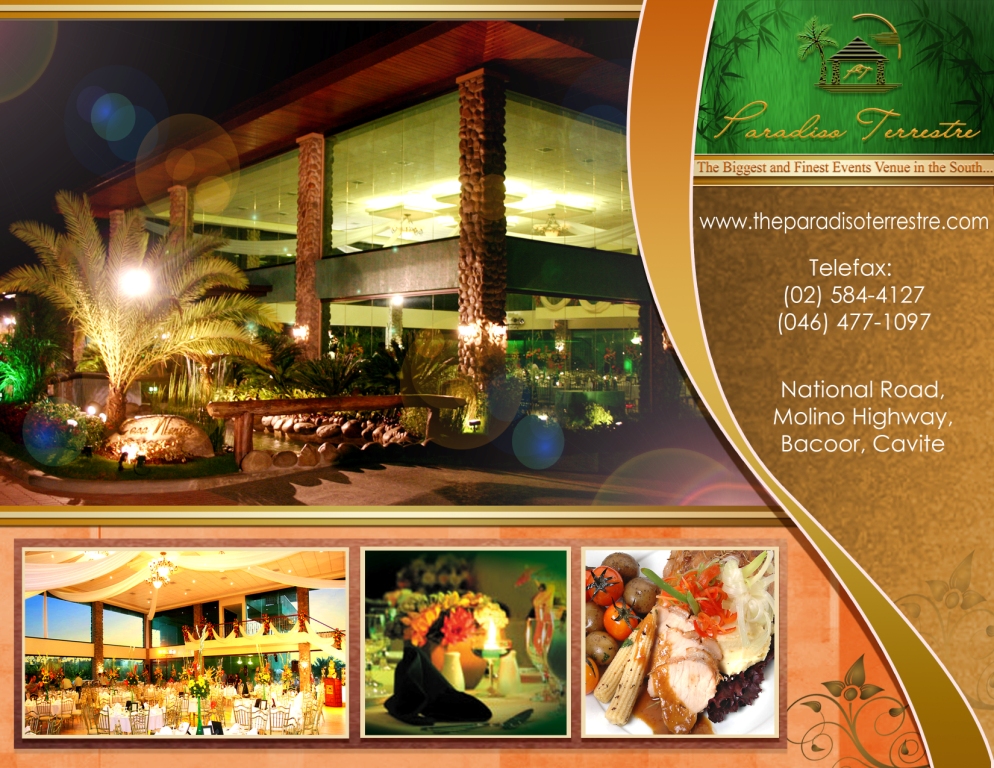 PT
Paradiso Terrestre
The Biggest and Finest Events Venue in the South...
www.theparadisoterrestre.com
Telefax:
(02) 584-4127
(046) 477-1097
National Road,
Molino Highway,
Bacoor, Cavite